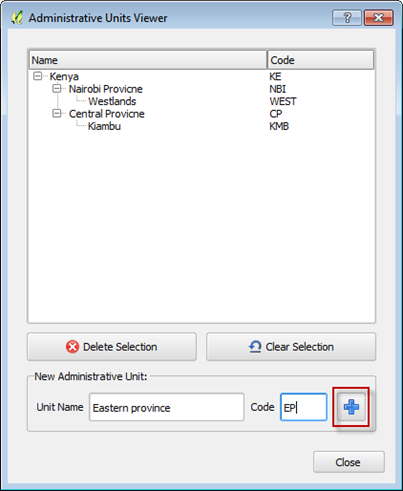 Administrative Units Viewer
Name Code
Kenya KE
Nairobi Provicne NBI
Westlands WEST
Central Provicne CP
Kiambu KMB
Delete Selection Clear Selection
New Administrative Unit:
Unit Name Eastern province Code EP
Close